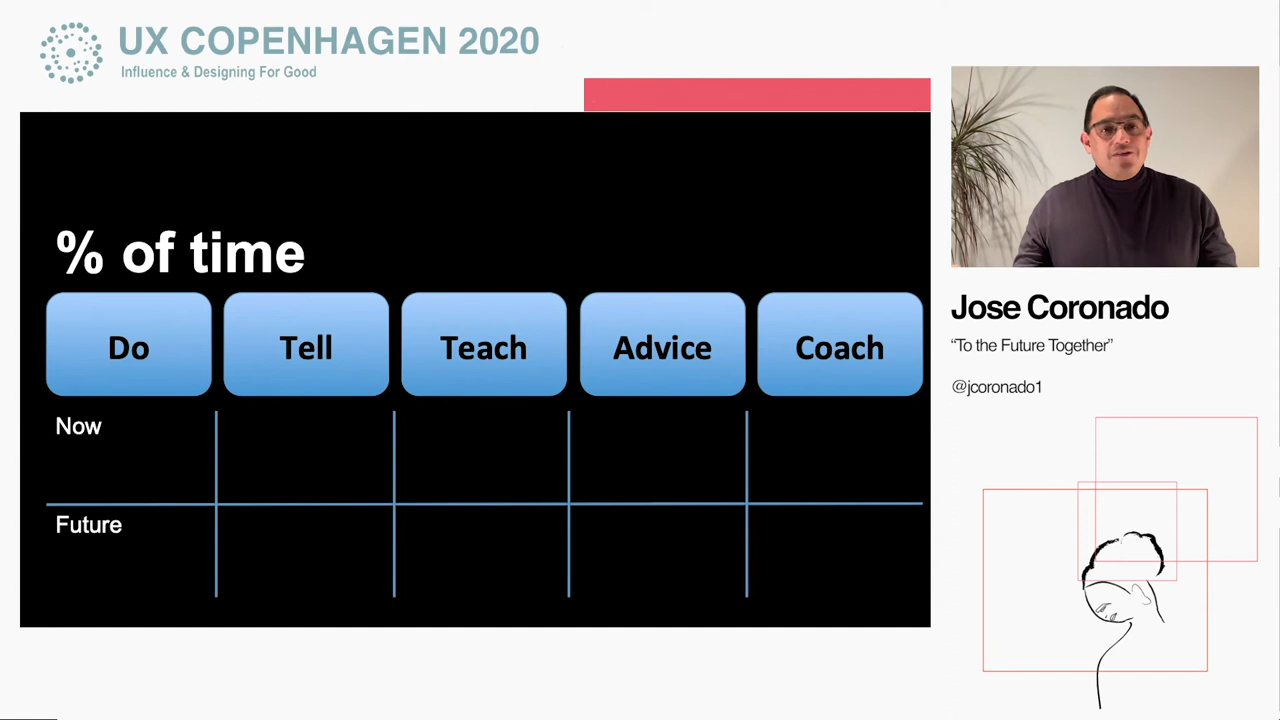 UX COPENHAGEN 2020
Influence & Designing For Good
% of time
Do Tell Teach Advice Coach
Now
Future
Jose Coronado
“To the Future Together”
@jcoronado1